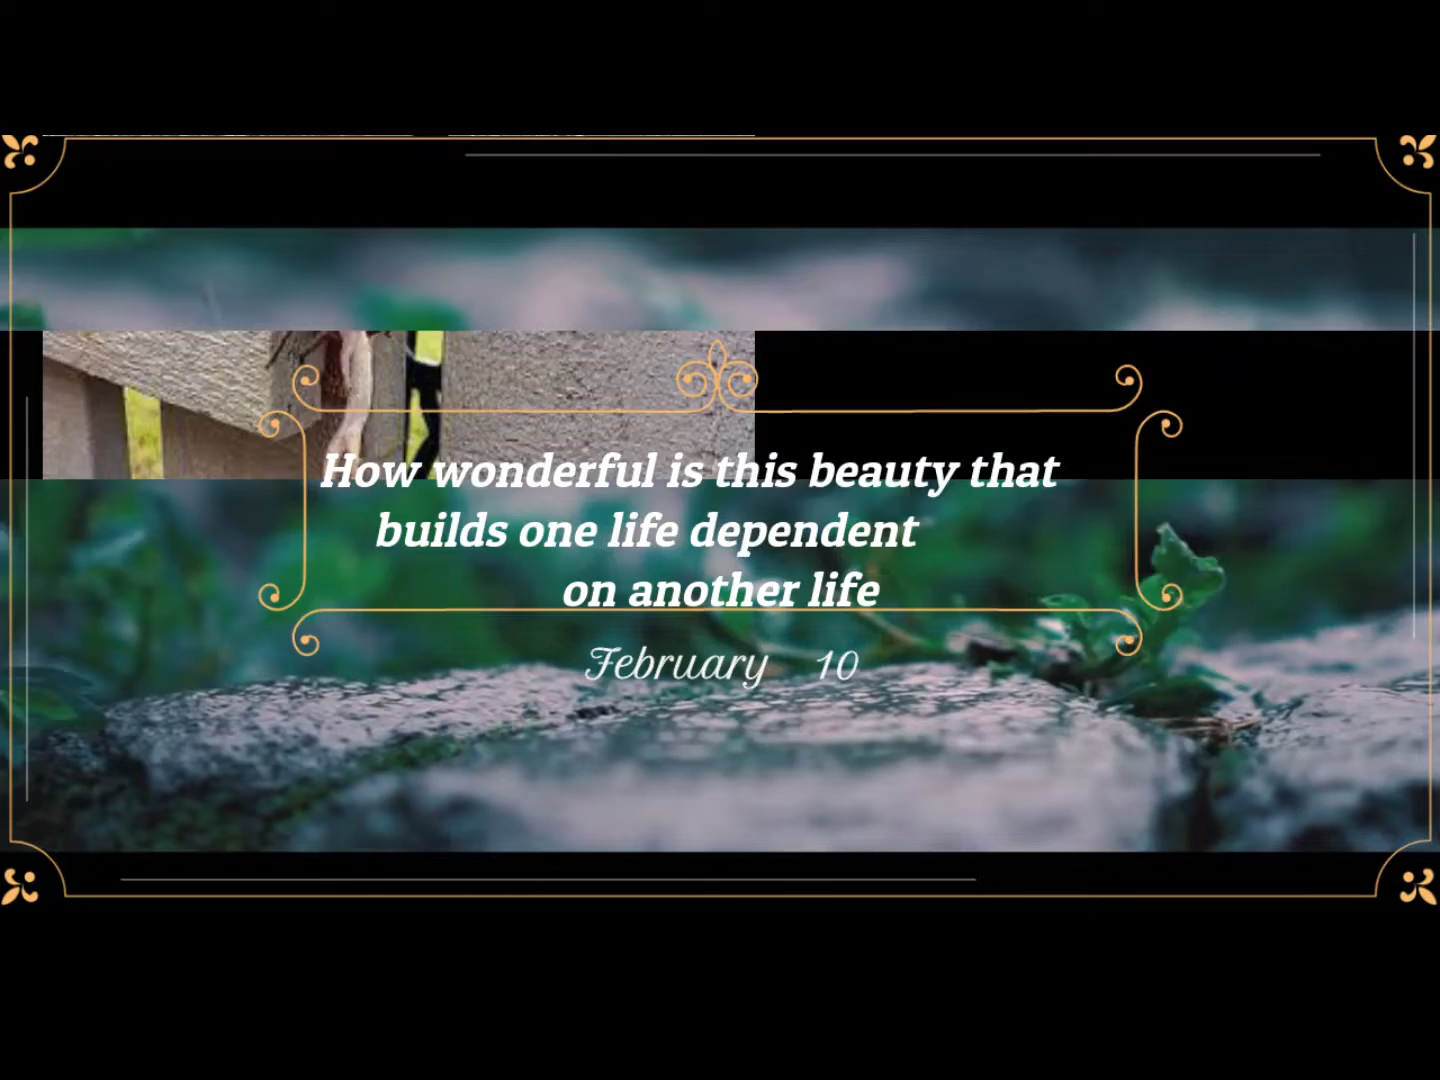 How wonderful is this beauty that
builds one life dependent
on another life
February 10